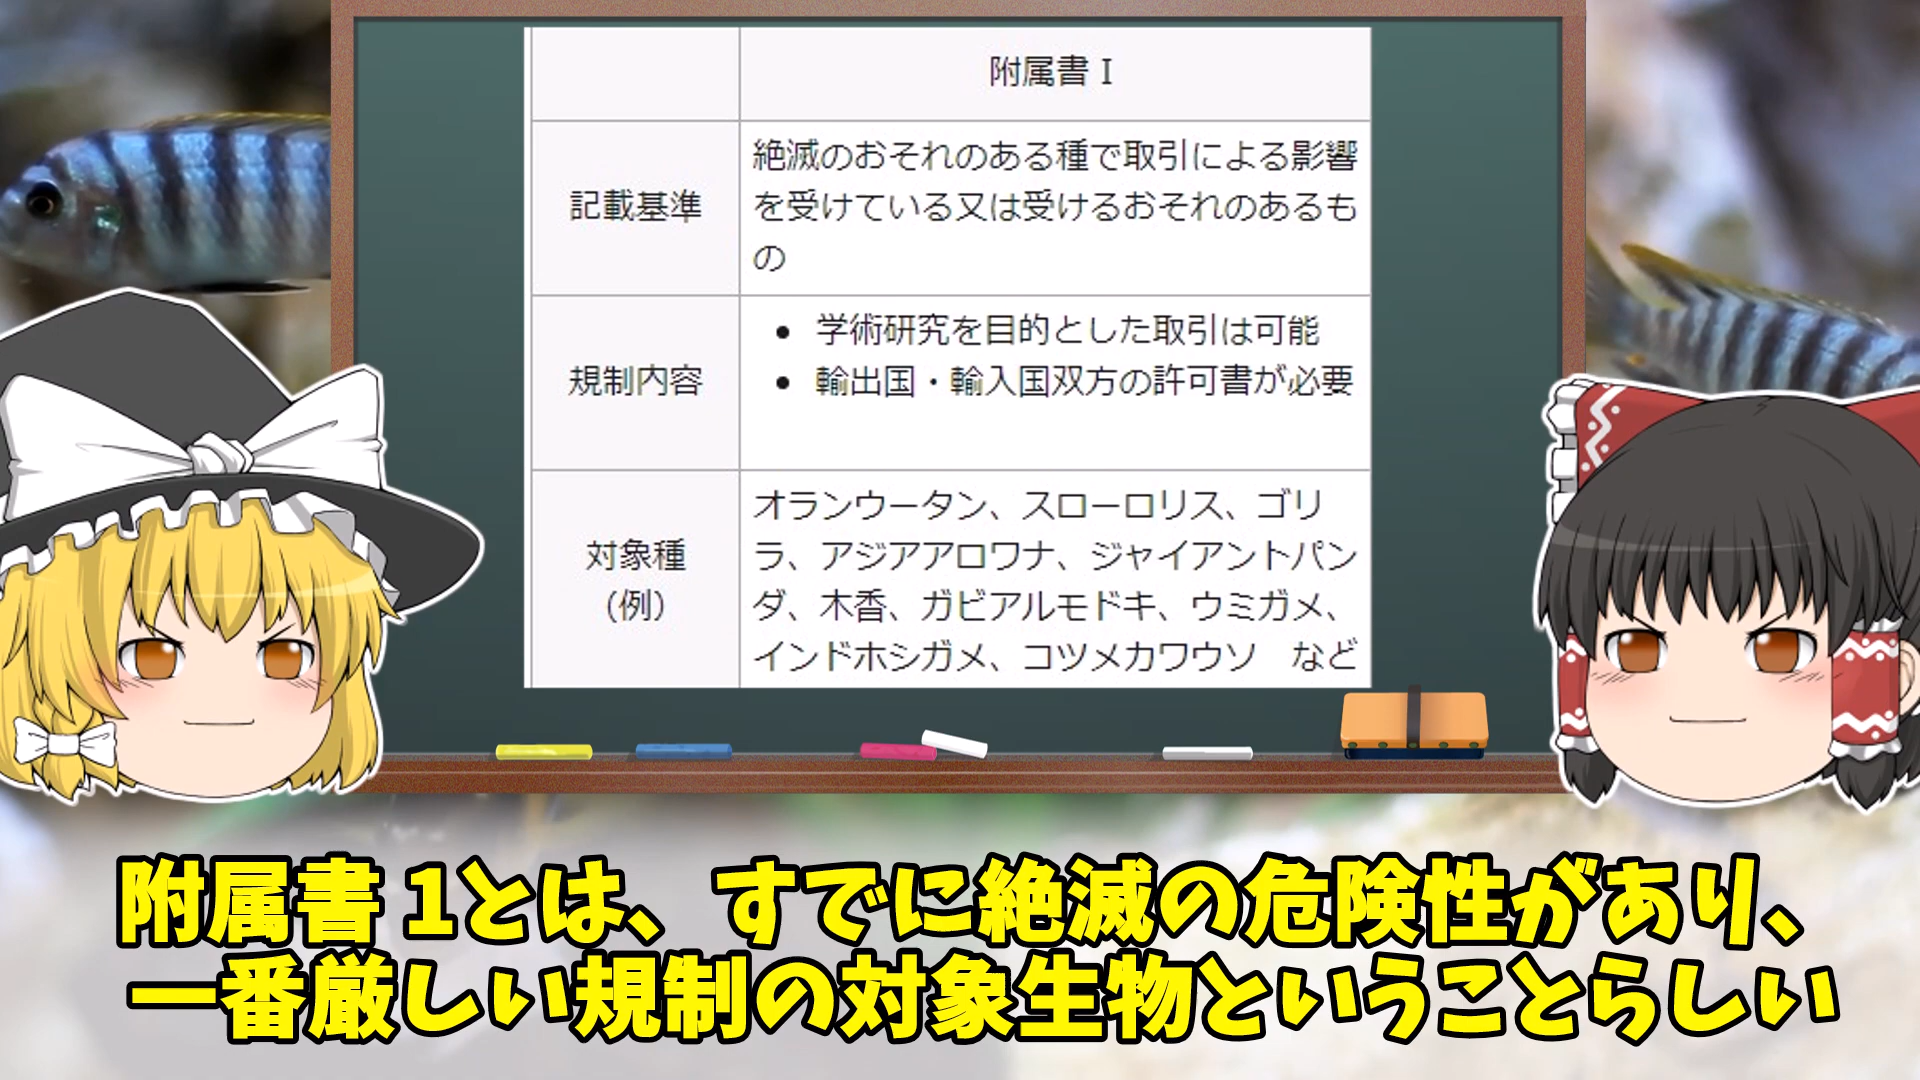 附属書 I
記載基準
絶滅のおそれのある種で取引による影響
を受けている又は受けるおそれのあるも
の
規制内容
• 学術研究を目的とした取引は可能
• 輸出国・輸入国双方の許可書が必要
対象種
（例）
オランウータン、スローロリス、ゴリ
ラ、アジアアロワナ、ジャイアントパン
ダ、木香、ガビアルモドキ、ウミガメ、
インドホシガメ、コツメカワウソ　など
附属書1とは、すでに絶滅の危険性があり、
一番厳しい規制の対象生物ということらしい